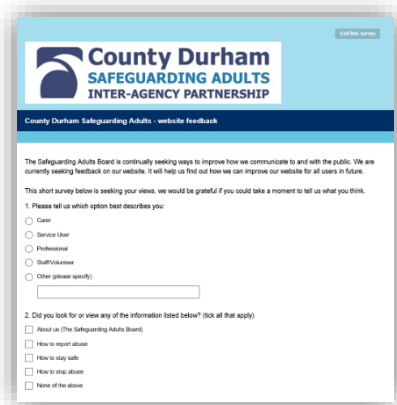 Exit this survey
County Durham
SAFEGUARDING ADULTS
INTER-AGENCY PARTNERSHIP
County Durham Safeguarding Adults - website feedback
The Safeguarding Adults Board is continually seeking ways to improve how we communicate to and with the public. We are
currently seeking feedback on our website. It will help us find out how we can improve our website for all users in future.
This short survey below is seeking your views, we would be grateful if you could take a moment to tell us what you think.
1. Please tell us which option best describes you:
Carer
Service User
Professional
Staff/Volunteer
Other (please specify)
2. Did you look for or view any of the information listed below? (tick all that apply)
About us (The Safeguarding Adults Board)
How to report abuse
How to stay safe
How to stop abuse
None of the above